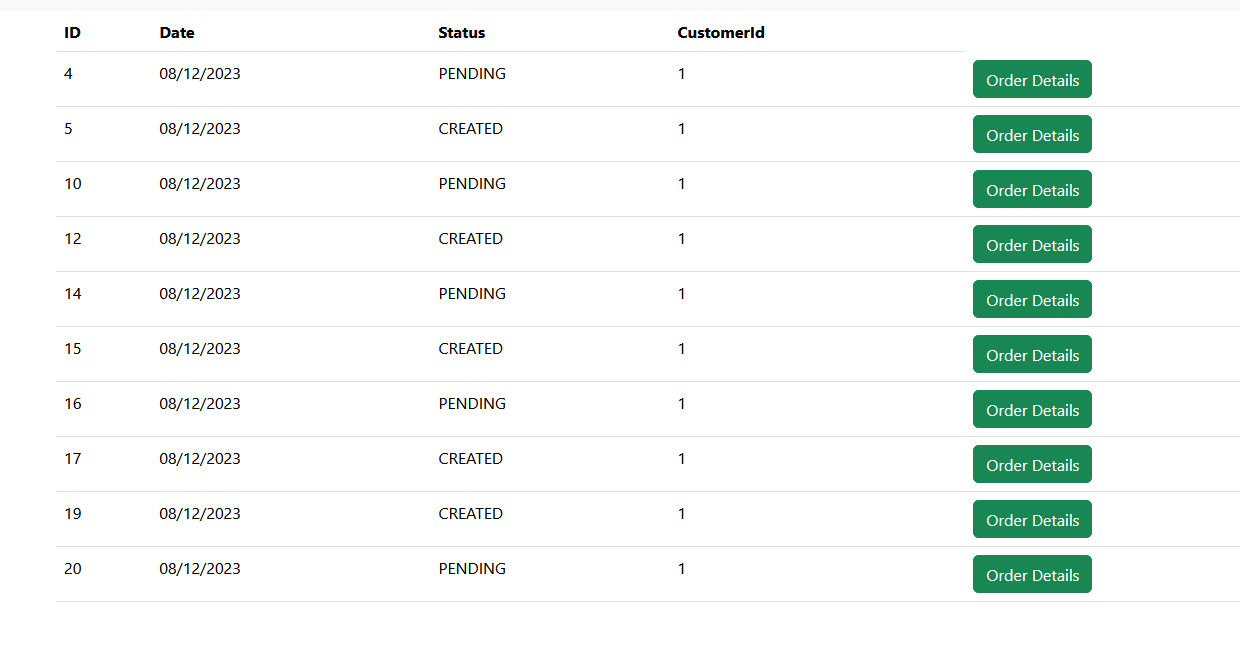 ID Date Status CustomerId
4 08/12/2023 PENDING 1 Order Details
5 08/12/2023 CREATED 1 Order Details
10 08/12/2023 PENDING 1 Order Details
12 08/12/2023 CREATED 1 Order Details
14 08/12/2023 PENDING 1 Order Details
15 08/12/2023 CREATED 1 Order Details
16 08/12/2023 PENDING 1 Order Details
17 08/12/2023 CREATED 1 Order Details
19 08/12/2023 CREATED 1 Order Details
20 08/12/2023 PENDING 1 Order Details